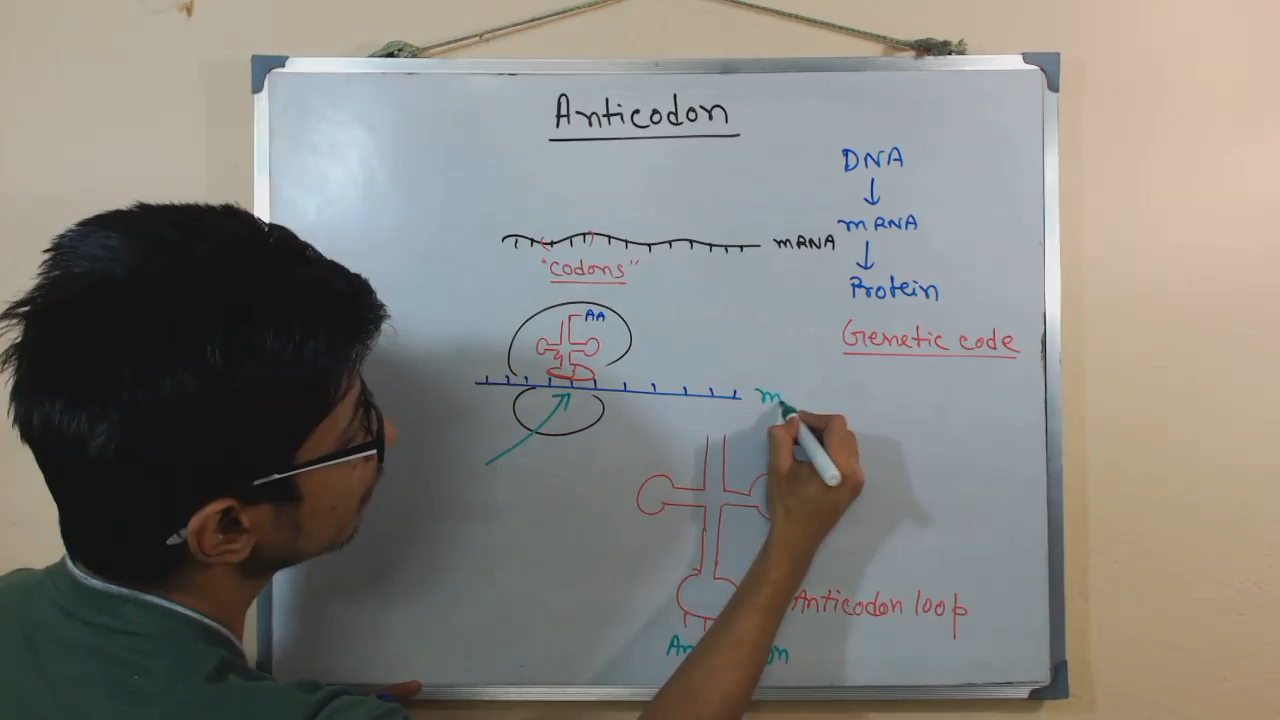 Anticodon
DNA
mRNA
mRNA
Protein
"codons"
Genetic code
AA
m
Anticodon loop